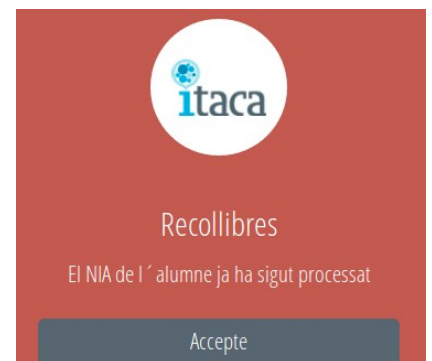 itaca
Recollibres
El NIA de l´alumne ja ha sigut processat
Accepte